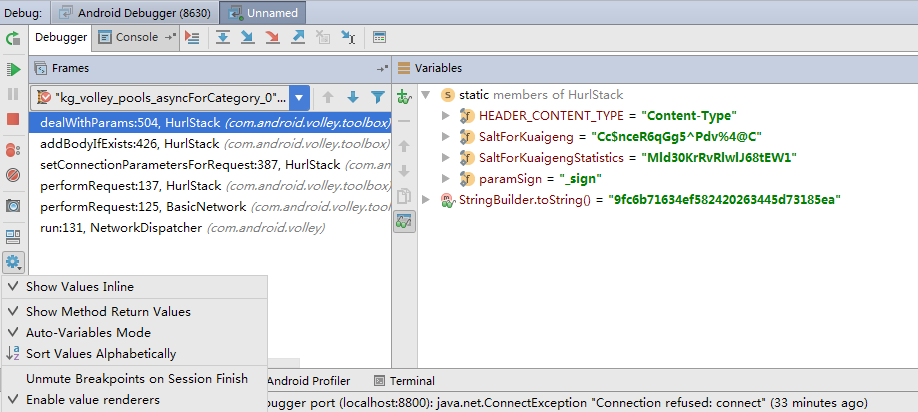 Debug: Android Debugger (8630) Unnamed
Debugger Console
Frames
Variables
"kg_volley_pools_asyncForCategory_0"...
dealWithParams:504, HurlStack (com.android.volley.toolbox)
addBodyIfExists:426, HurlStack (com.android.volley.toolbox)
setConnectionParametersForRequest:387, HurlStack (com.an
performRequest:137, HurlStack (com.android.volley.toolbox)
performRequest:125, BasicNetwork (com.android.volley.toolb
run:131, NetworkDispatcher (com.android.volley)
static members of HurlStack
HEADER_CONTENT_TYPE = "Content-Type"
SaltForKuaigeng = "Cc$nceR6qGg5^Pdv%4@C"
SaltForKuaigengStatistics = "Mld30KrRvRlwlJ68tEW1"
paramSign = "_sign"
StringBuilder.toString() = "9fc6b71634ef582420263445d73185ea"
Show Values Inline
Show Method Return Values
Auto-Variables Mode
Sort Values Alphabetically
Unmute Breakpoints on Session Finish
Enable value renderers
Android Profiler Terminal
bugger port (localhost:8800): java.net.ConnectException "Connection refused: connect" (33 minutes ago)